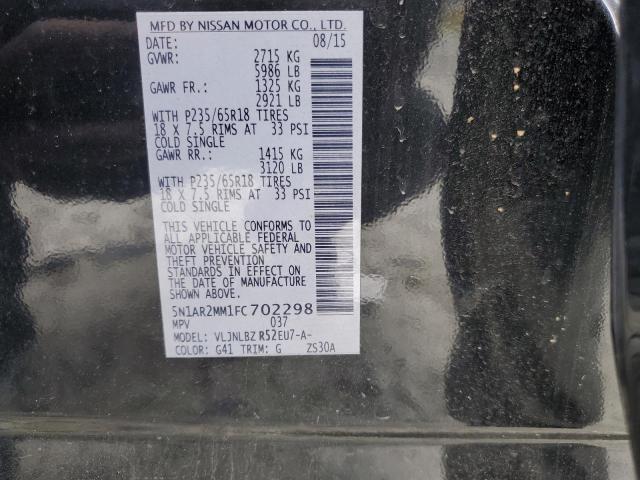 MFD BY NISSAN MOTOR CO., LTD.
DATE: 08/15
GVWR: 2715 KG
5986 LB
GAWR FR.: 1325 KG
2921 LB
WITH P235/65R18 TIRES
18 X 7.5 RIMS AT 33 PSI
COLD SINGLE
GAWR RR.: 1415 KG
3120 LB
WITH P235/65R18 TIRES
18 X 7.5 RIMS AT 33 PSI
COLD SINGLE
THIS VEHICLE CONFORMS TO
ALL APPLICABLE FEDERAL
MOTOR VEHICLE SAFETY AND
THEFT PREVENTION
STANDARDS IN EFFECT ON
THE DATE OF MANUFACTURE
SHOWN ABOVE.
5N1AR2MM1FC702298
MPV 037
MODEL: VLJNLBZ R52EU7-A-
COLOR: G41 TRIM: G ZS30A